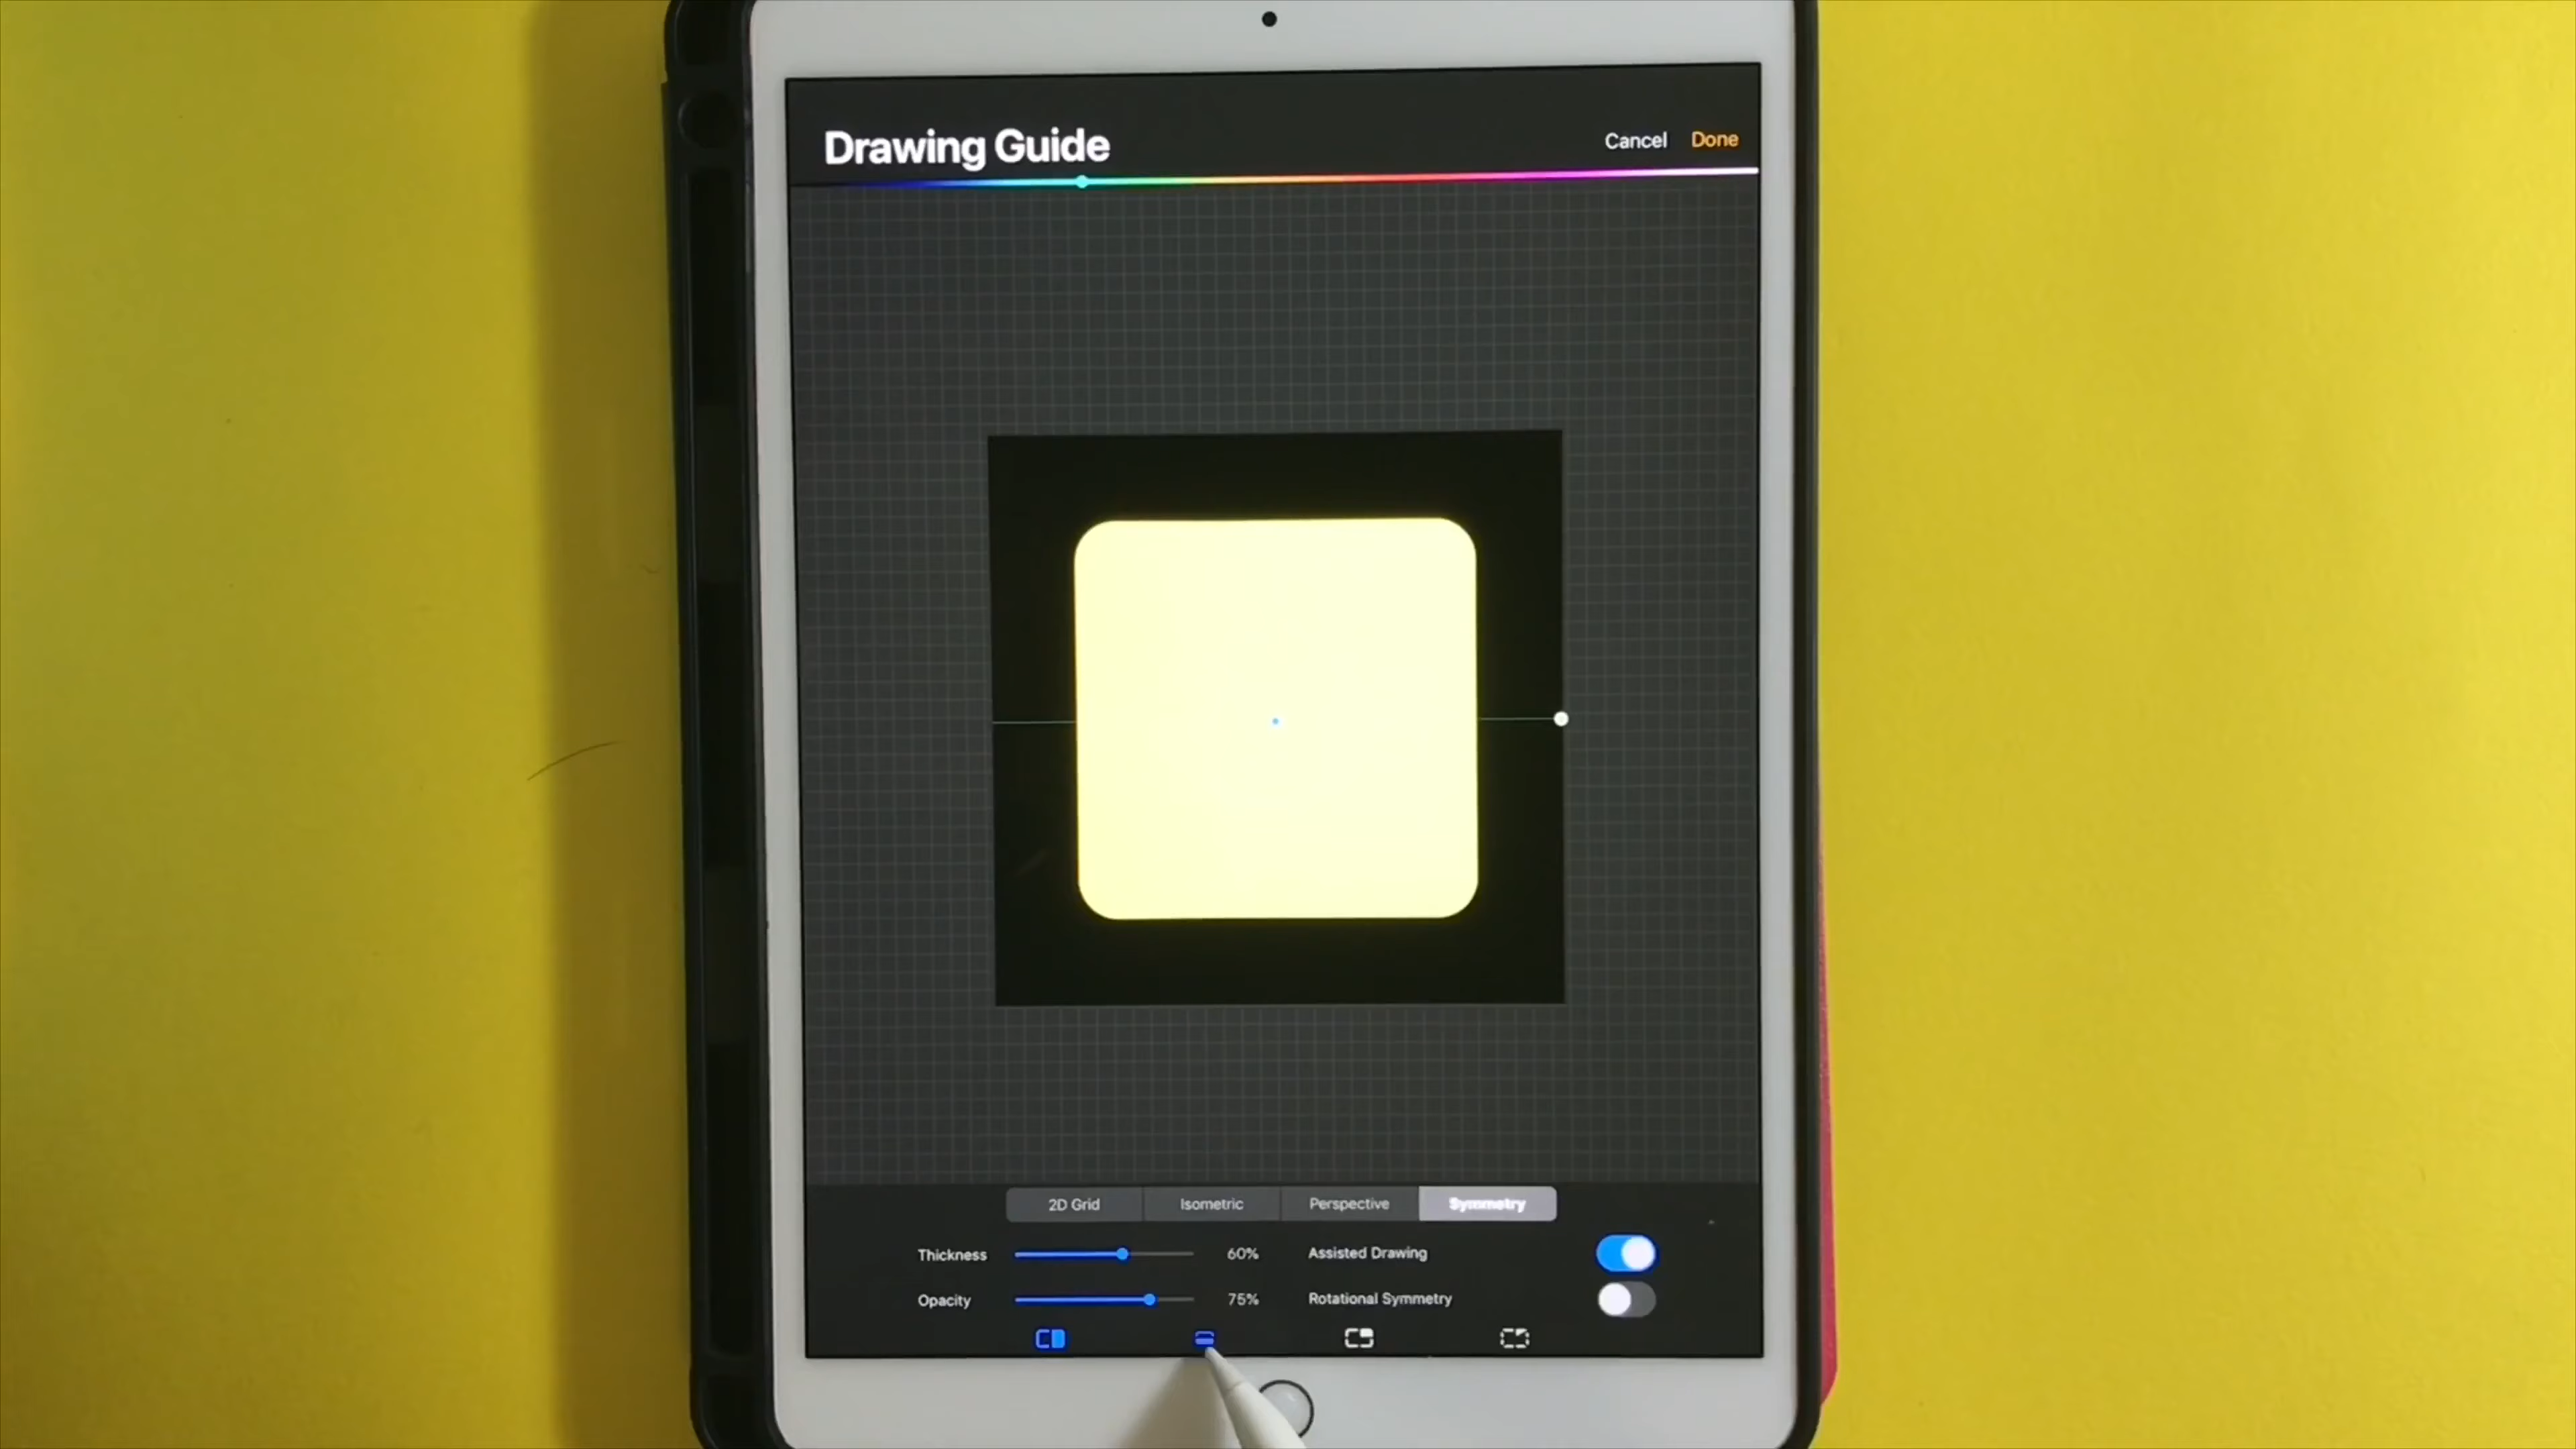 Drawing Guide
Cancel Done
2D Grid Isometric Perspective Symmetry
Thickness 60% Assisted Drawing
Opacity 75% Rotational Symmetry